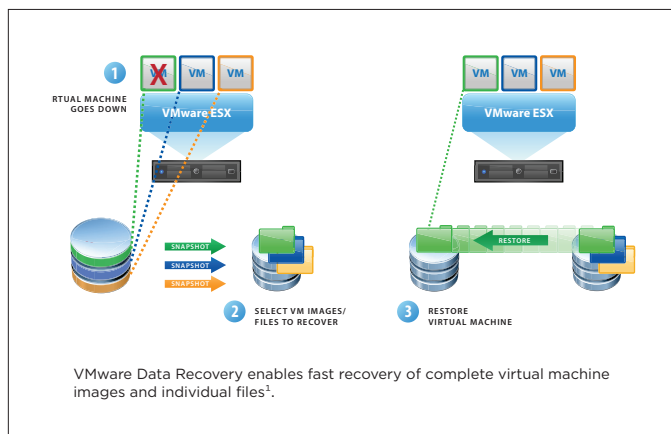 1
VM VM VM
RTUAL MACHINE
GOES DOWN
VMware ESX
SNAPSHOT
SNAPSHOT
SNAPSHOT
2
SELECT VM IMAGES/
FILES TO RECOVER
VM VM VM
VMware ESX
RESTORE
3
RESTORE
VIRTUAL MACHINE
VMware Data Recovery enables fast recovery of complete virtual machine
images and individual files¹.